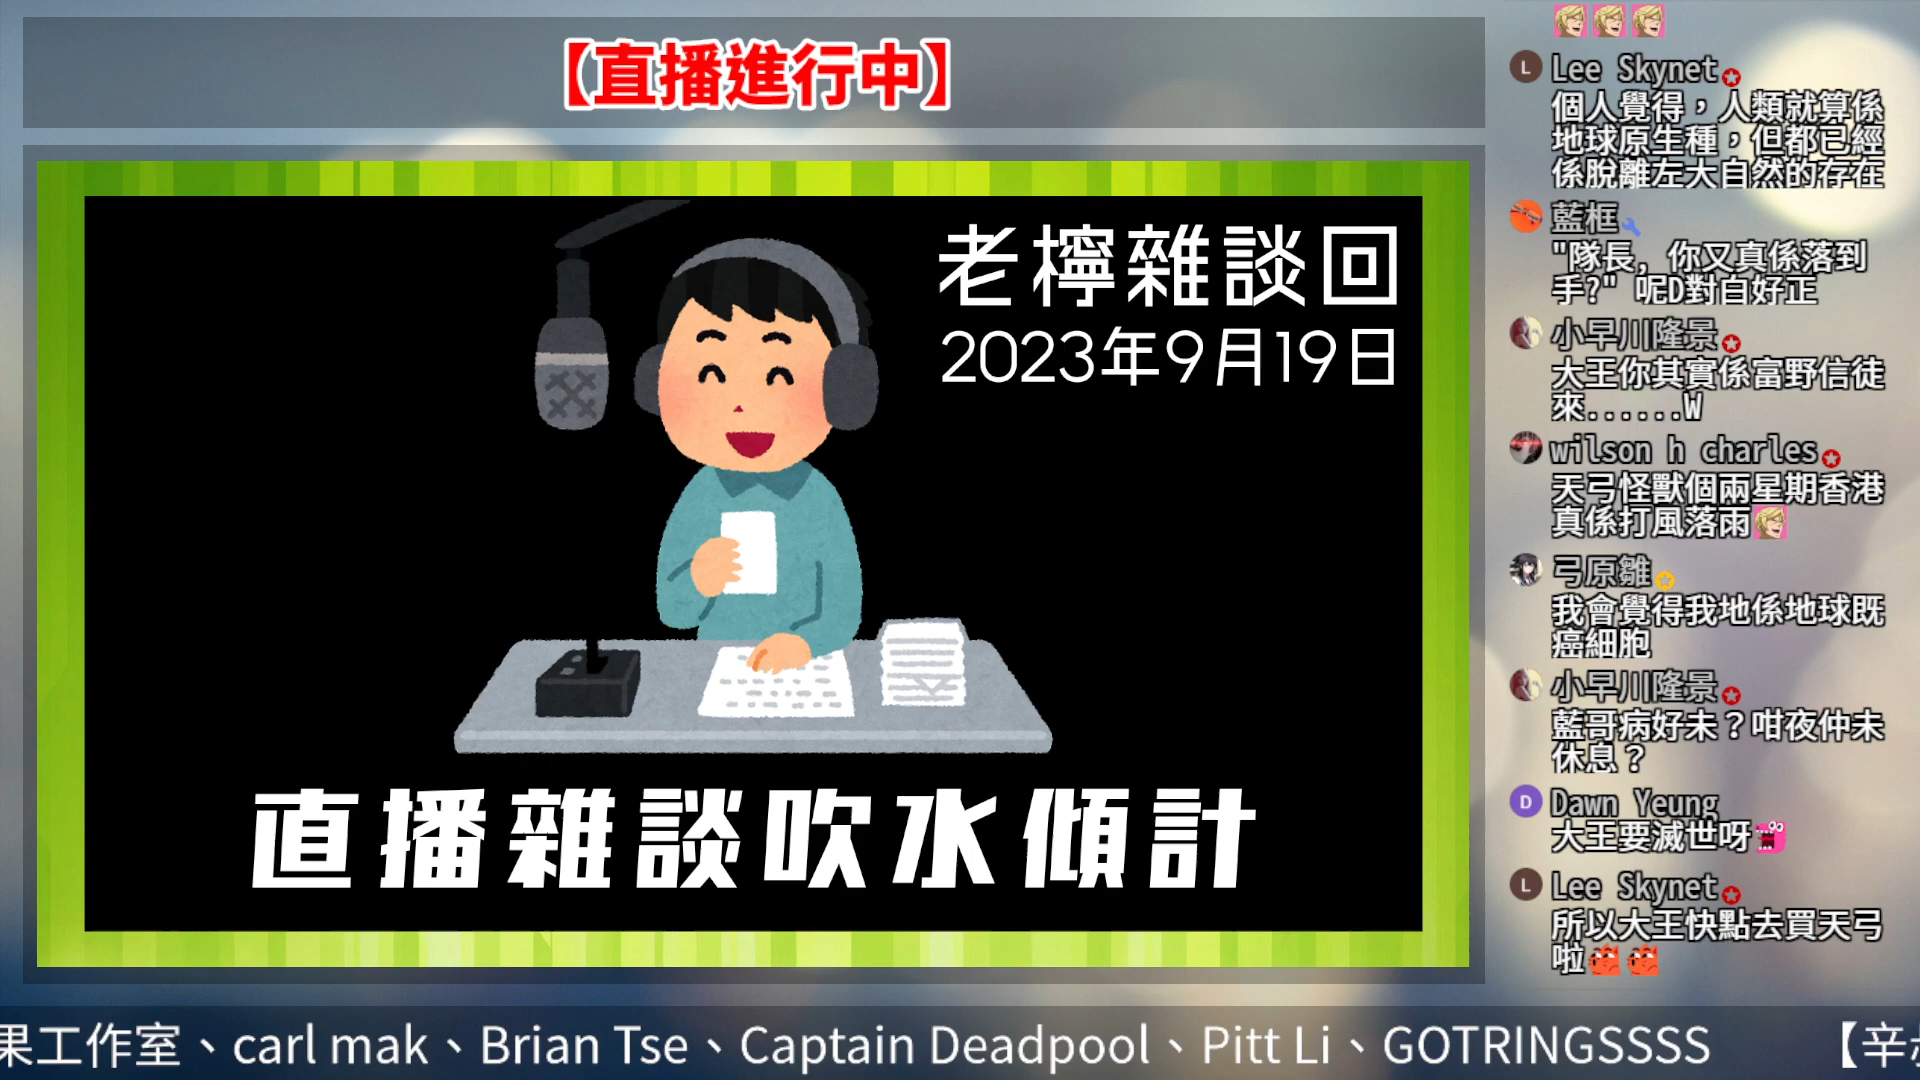 【直播進行中】
老檸雜談回
2023年9月19日
直播雜談吹水傾計
L
Lee Skynet
個人覺得，人類就算係
地球原生種，但都已經
係脫離左大自然的存在
藍框
"隊長，你又真係落到
手?" 呢D對白好正
小早川隆景
大王你其實係富野信徒
來......W
wilson h charles
天弓怪獸個兩星期香港
真係打風落雨
弓原雛
我會覺得我地係地球既
癌細胞
小早川隆景
藍哥病好未？咁夜仲未
休息？
D
Dawn Yeung
大王要滅世呀
L
Lee Skynet
所以大王快點去買天弓
啦
果工作室、carl mak、Brian Tse、Captain Deadpool、Pitt Li、GOTRINGSSSS 【辛